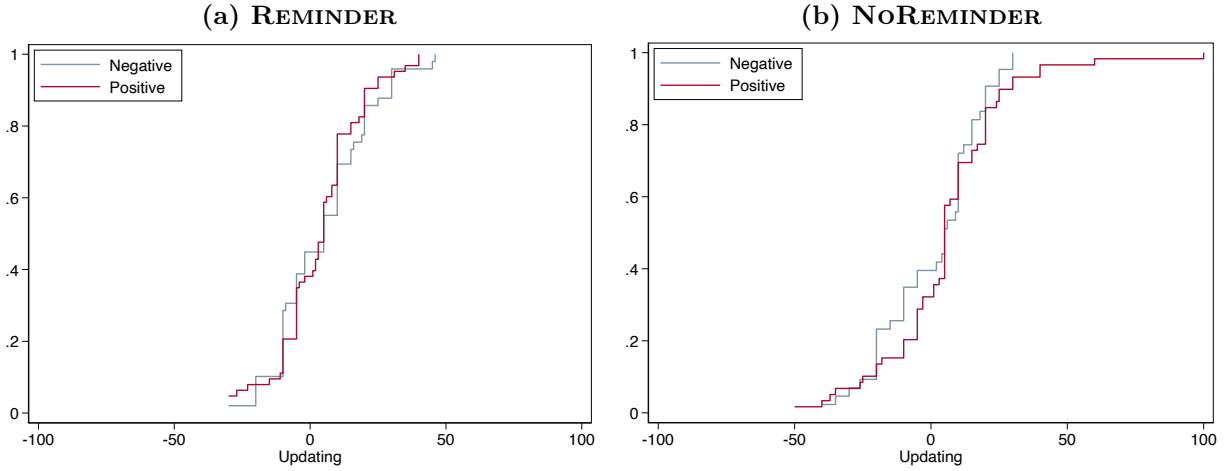 (a) REMINDER
Negative
Positive
1
.8
.6
.4
.2
0
-100
-50
0
50
100
Updating
(b) NOREMINDER
Negative
Positive
1
.8
.6
.4
.2
0
-100
-50
0
50
100
Updating